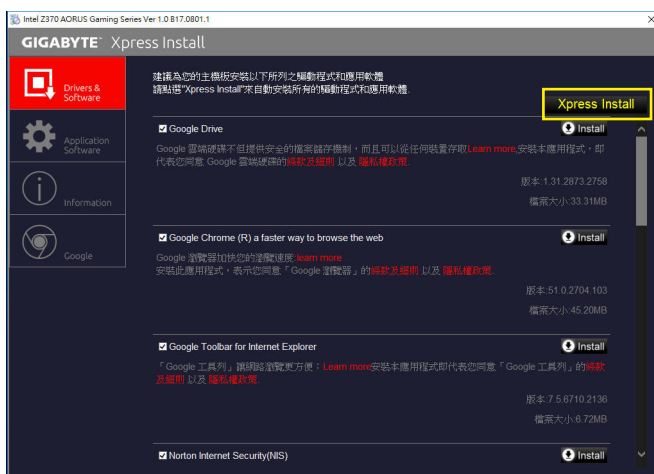 Intel Z370 AORUS Gaming Series Ver 1.0 B17.0801.1
GIGABYTE™ Xpress Install
Drivers & Software
Application Software
Information
Google
建議為您的主機板安裝以下所列之驅動程式和應用軟體
請點選"Xpress Install"來自動安裝所有的驅動程式和應用軟體.
Xpress Install
Google Drive
Install
Google 雲端硬碟不但提供安全的檔案儲存機制，而且可以從任何裝置存取Learn more,安裝本應用程式，即
代表您同意 Google 雲端硬碟的條款及細則 以及 隱私權政策.
版本:1.31.2873.2758
檔案大小:33.31MB
Google Chrome (R) a faster way to browse the web
Install
Google 瀏覽器加快您的瀏覽速度:learn more
安裝此應用程式，表示您同意「Google 瀏覽器」的條款及細則 以及 隱私權政策.
版本:51.0.2704.103
檔案大小:45.20MB
Google Toolbar for Internet Explorer
Install
「Google 工具列」讓網路瀏覽更方便：Learn more安裝本應用程式即代表您同意「Google 工具列」的條款
及細則 以及 隱私權政策.
版本:7.5.6710.2136
檔案大小:6.72MB
Norton Internet Security(NIS)
Install